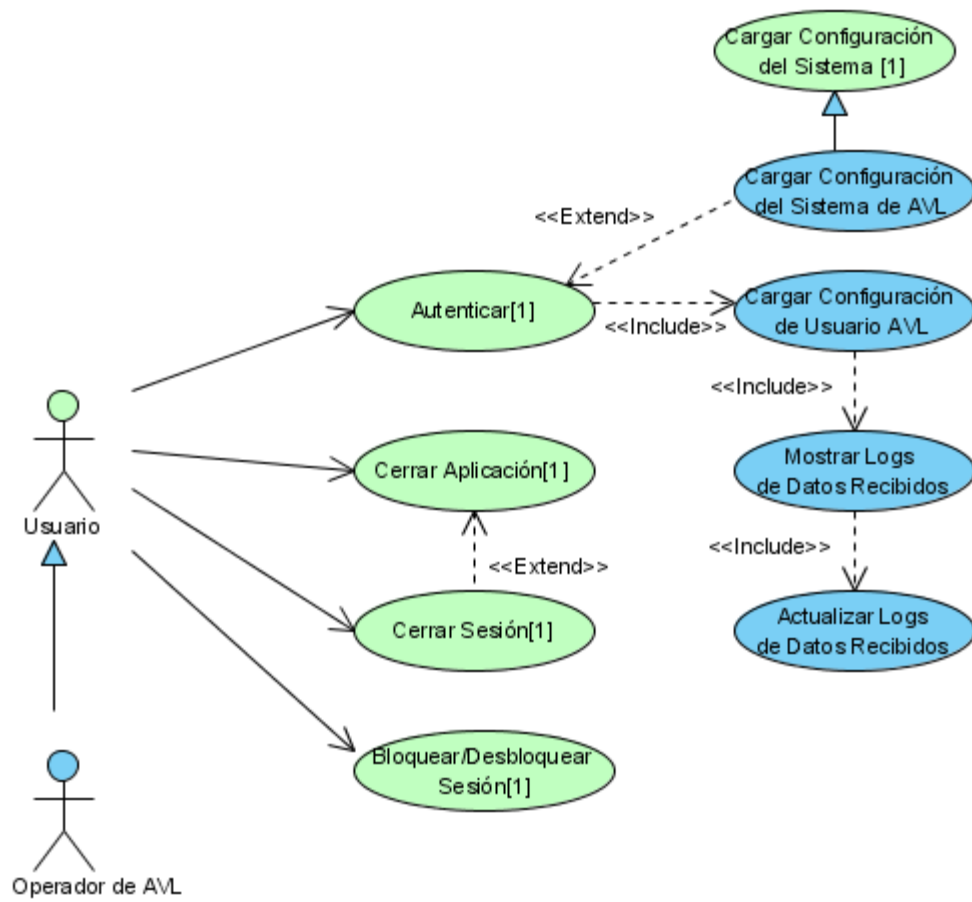 Cargar Configuración
del Sistema [1]
Cargar Configuración
del Sistema de AVL
<<Extend>>
Autenticar[1]
<<Include>>
Cargar Configuración
de Usuario AVL
<<Include>>
Usuario
Cerrar Aplicación[1]
Mostrar Logs
de Datos Recibidos
<<Extend>>
<<Include>>
Cerrar Sesión[1]
Actualizar Logs
de Datos Recibidos
Bloquear/Desbloquear
Sesión[1]
Operador de AVL